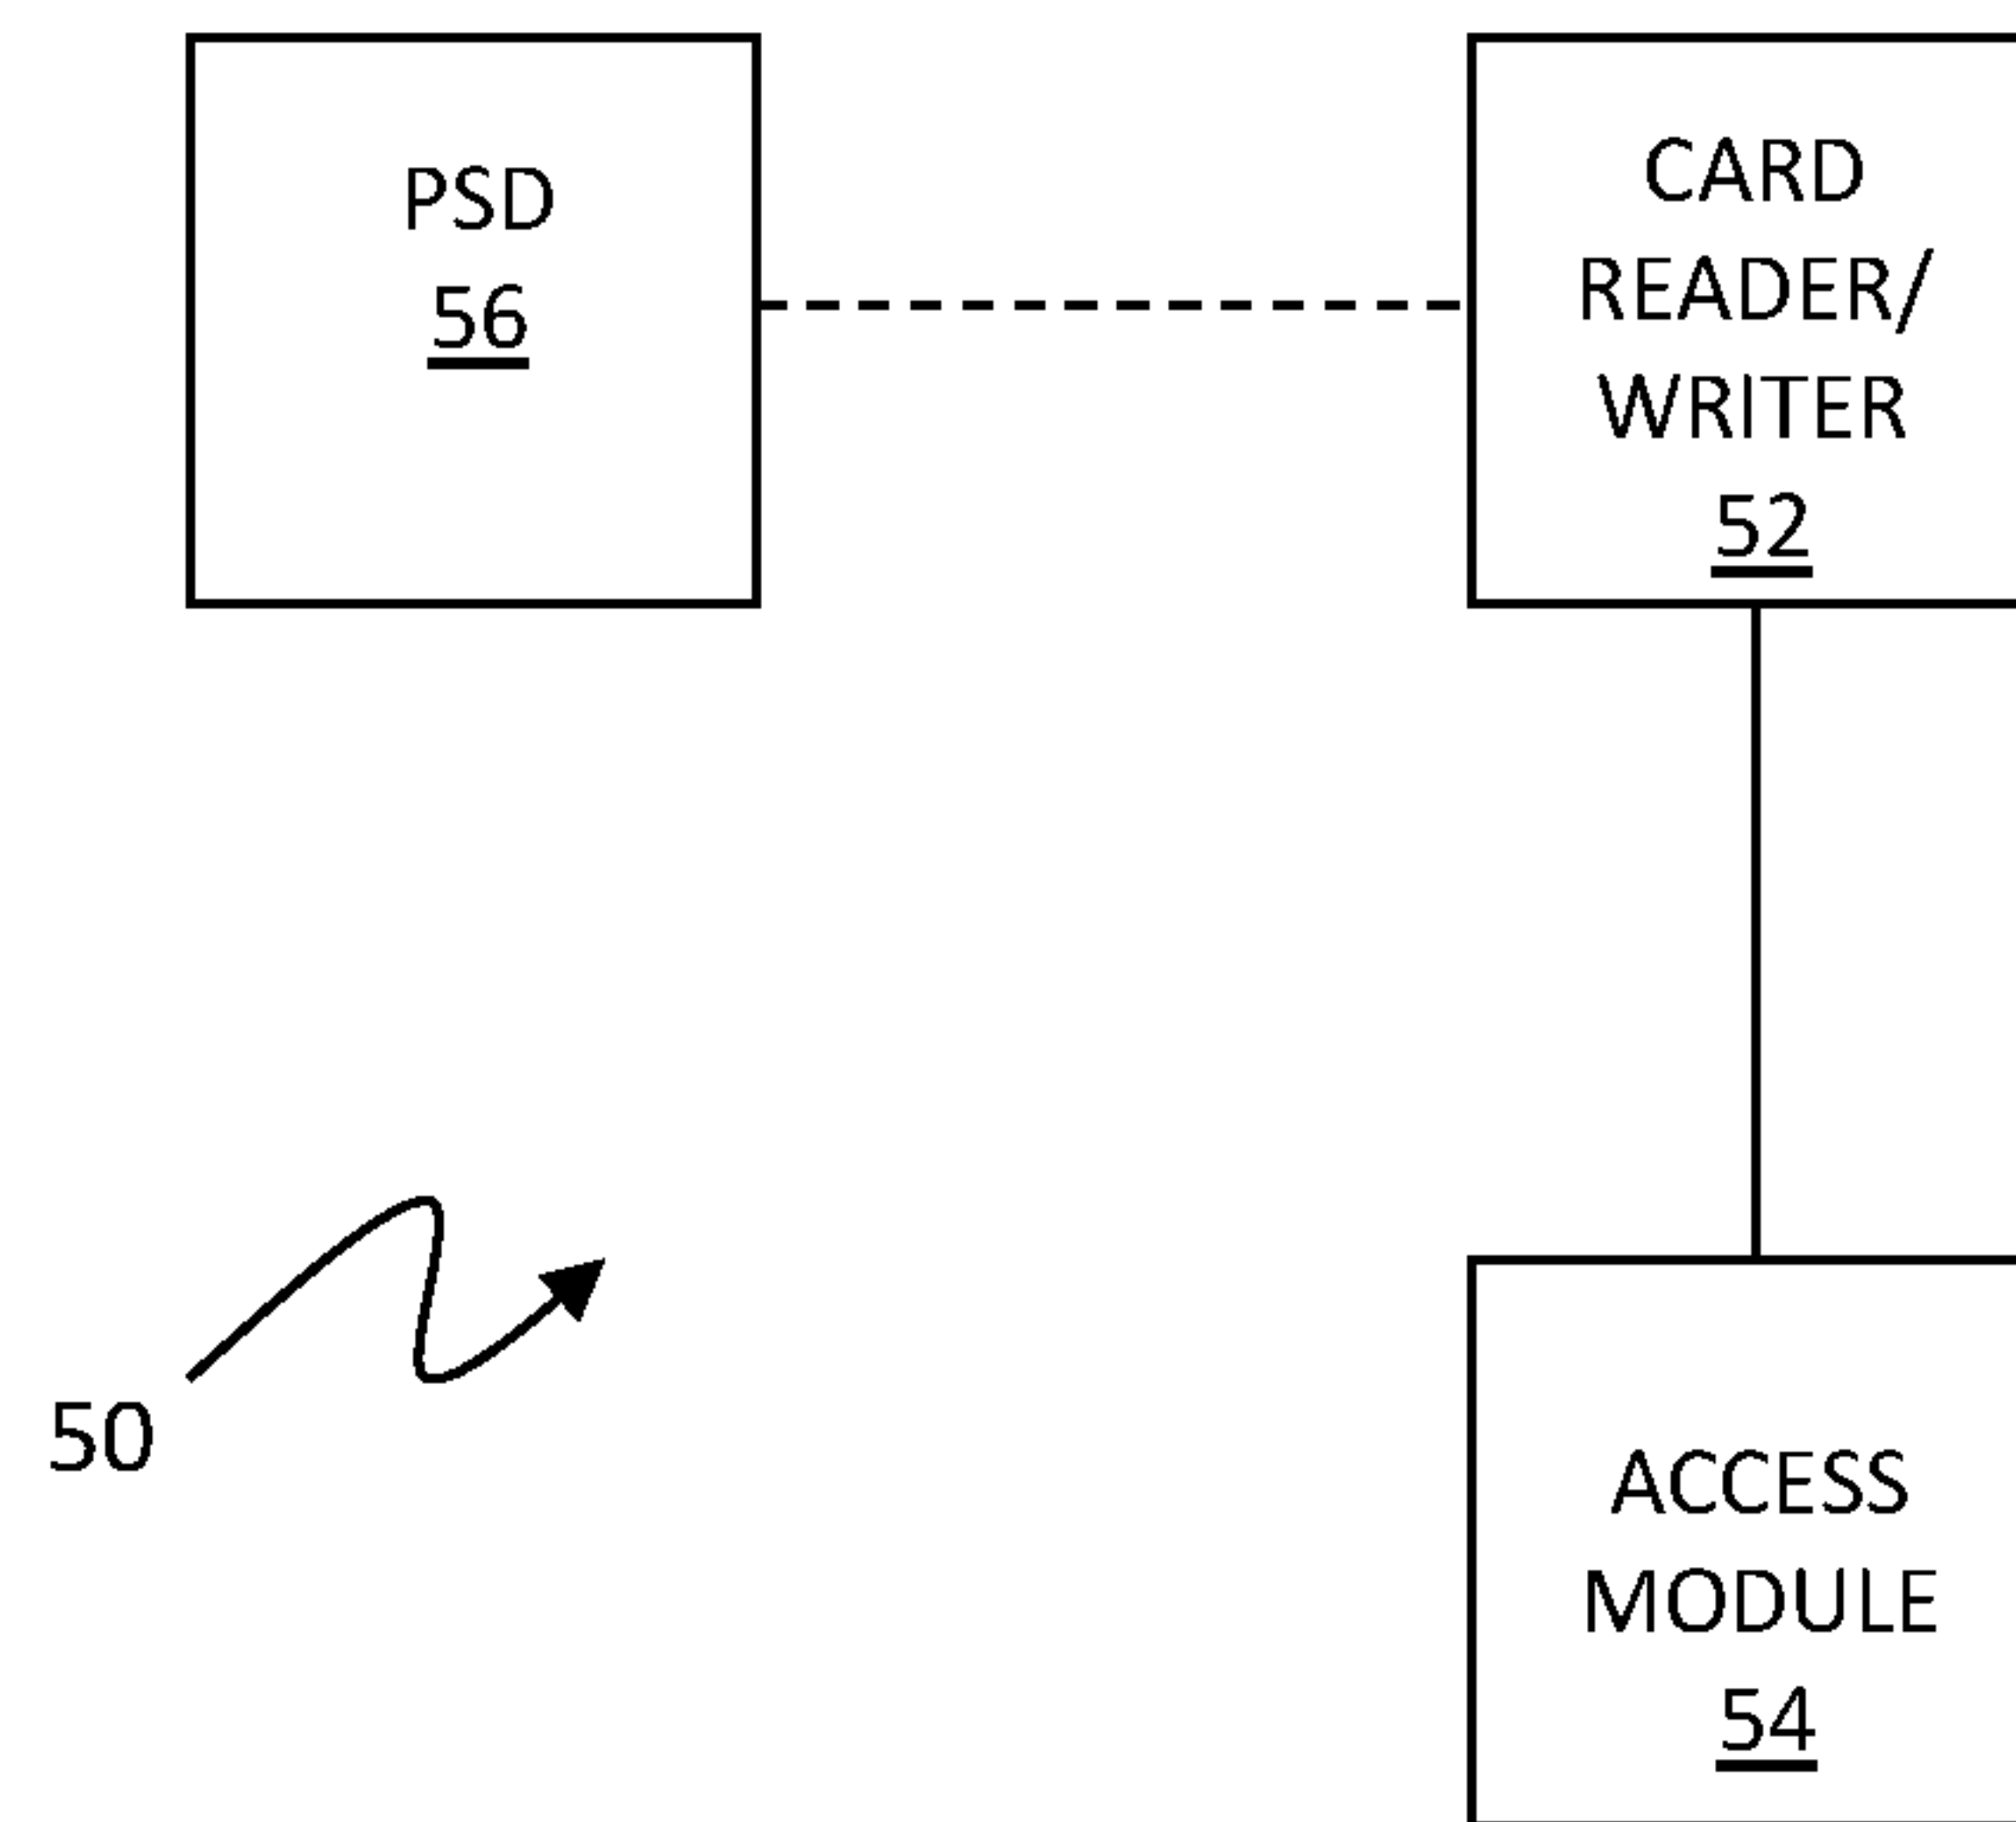 PSD
56
CARD
READER/
WRITER
52
50
ACCESS
MODULE
54